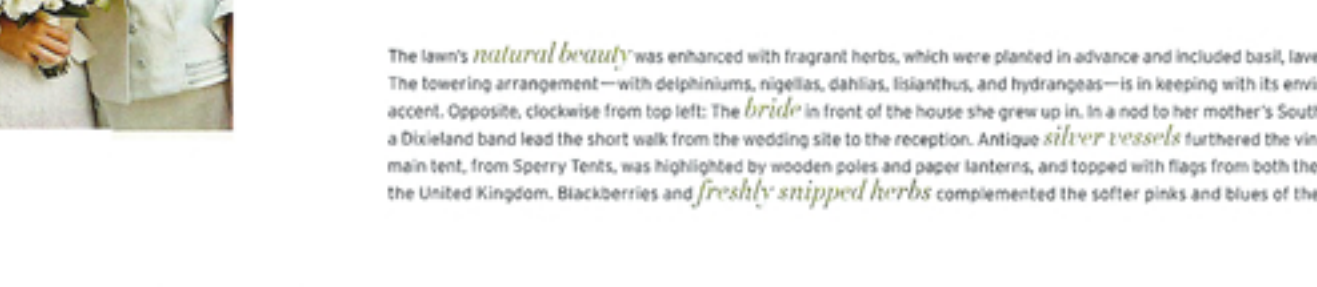 The lawn's natural beauty was enhanced with fragrant herbs, which were planted in advance and included basil, lave
The towering arrangement—with delphiniums, nigellas, dahlias, lisianthus, and hydrangeas—is in keeping with its envi
accent. Opposite, clockwise from top left: The bride in front of the house she grew up in. In a nod to her mother's Sout
a Dixieland band lead the short walk from the wedding site to the reception. Antique silver vessels furthered the vin
main tent, from Sperry Tents, was highlighted by wooden poles and paper lanterns, and topped with flags from both the
the United Kingdom. Blackberries and freshly snipped herbs complemented the softer pinks and blues of the